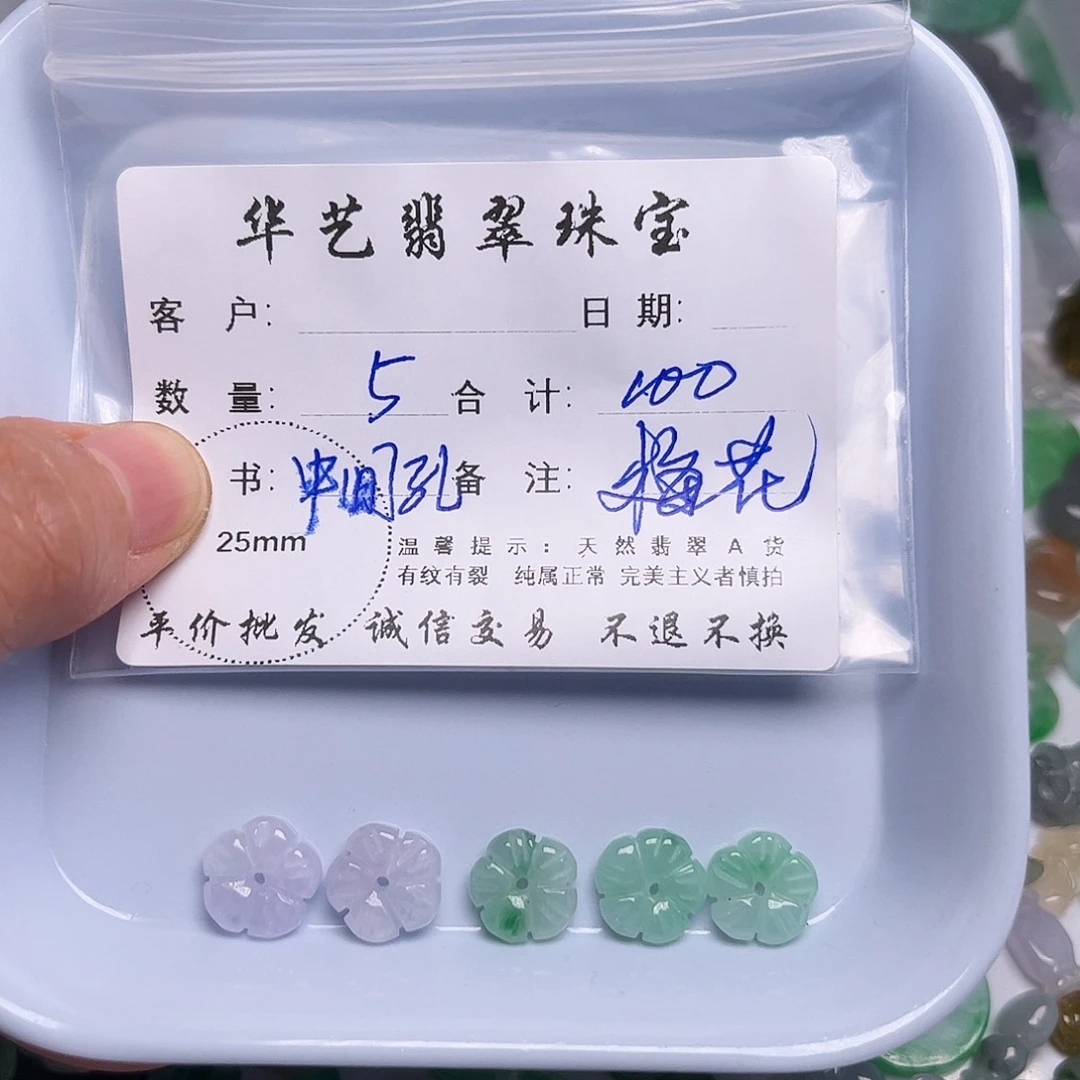 华艺翡翠珠宝
客 户: 日 期:
数 量: 5 合 计: 100
书: 中间孔 备 注: 梅花
25mm
温馨提示: 天然翡翠A货
有纹有裂 纯属正常 完美主义者慎拍
平价批发 诚信交易 不退不换